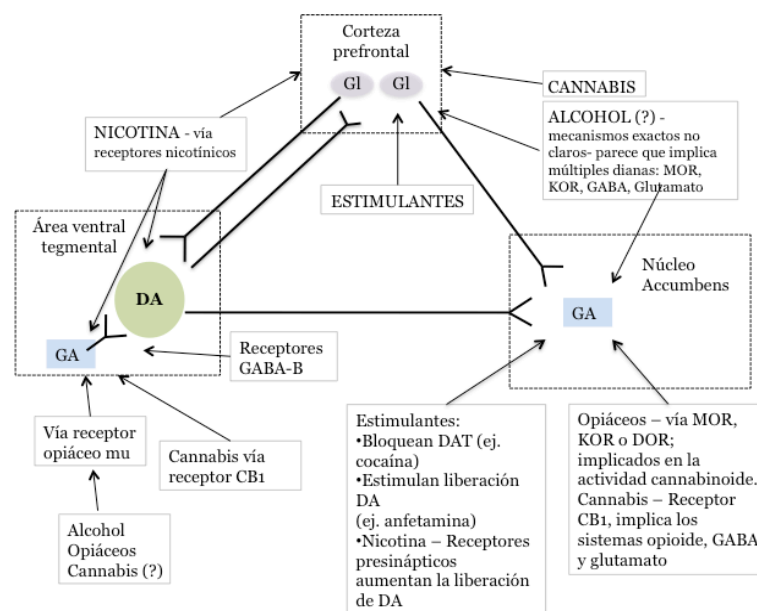 Corteza
prefrontal
Gl
Gl
CANNABIS
NICOTINA - vía
receptores nicotínicos
ALCOHOL (?) -
mecanismos exactos no
claros- parece que implica
múltiples dianas: MOR,
KOR, GABA, Glutamato
ESTIMULANTES
Área ventral
tegmental
DA
GA
Receptores
GABA-B
Núcleo
Accumbens
GA
Vía receptor
opiáceo mu
Cannabis vía
receptor CB1
Alcohol
Opiáceos
Cannabis (?)
Estimulantes:
•Bloquean DAT (ej.
cocaína)
•Estimulan liberación
DA
(ej. anfetamina)
•Nicotina – Receptores
presinápticos
aumentan la liberación
de DA
Opiáceos – vía MOR,
KOR o DOR;
implicados en la
actividad cannabinoide.
Cannabis – Receptor
CB1, implica los
sistemas opioide, GABA
y glutamato